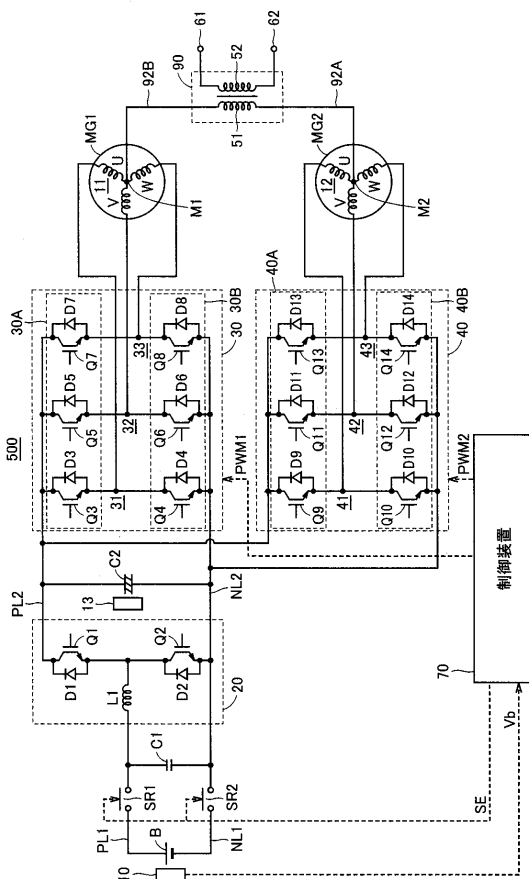 500
PL1
B
NL1
SR1
SR2
C1
L1
D1
Q1
D2
Q2
20
PL2
13
C2
NL2
30A
Q3
D3
Q5
D5
Q7
D7
31
32
33
Q4
D4
Q6
D6
Q8
D8
30B
30
PWM1
40A
Q9
D9
Q11
D11
Q13
D13
41
42
43
Q10
D10
Q12
D12
Q14
D14
40B
40
PWM2
MG1
U
V
W
11
M1
MG2
U
V
W
12
M2
92B
90
51
52
61
62
92A
SE
Vb
70
制御装置